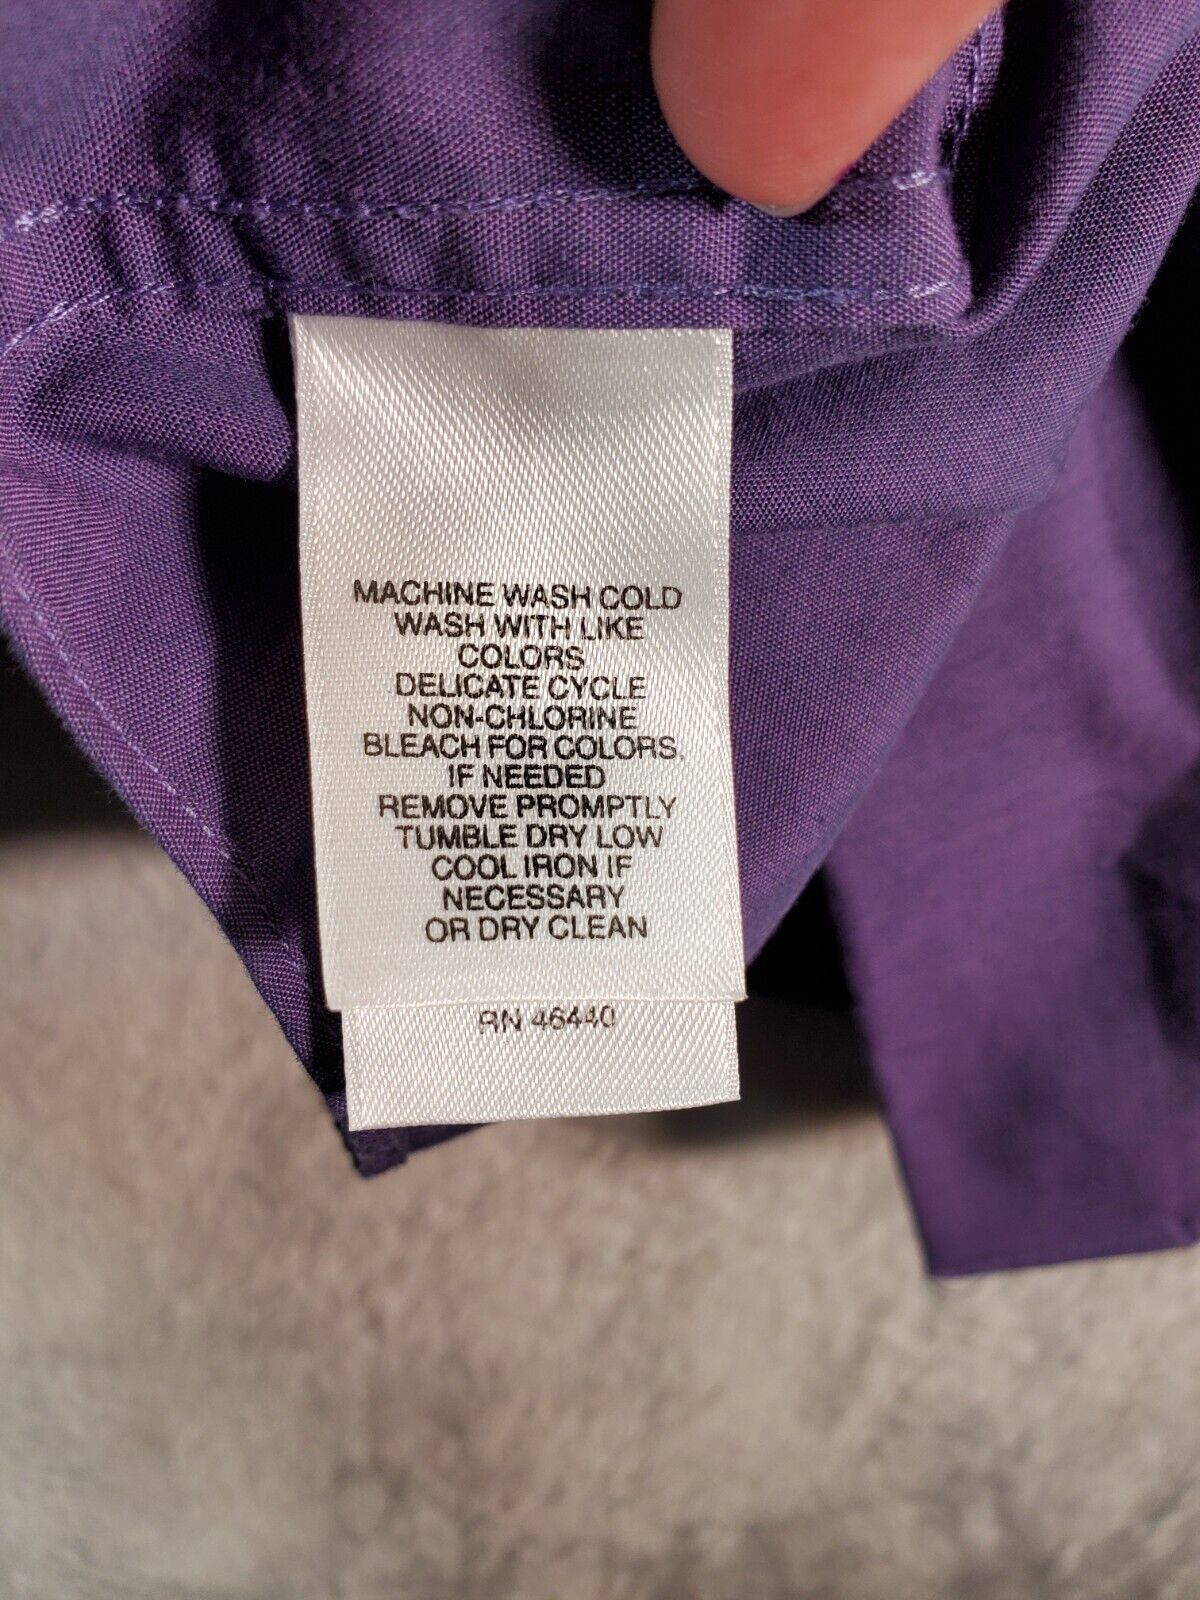 MACHINE WASH COLD
WASH WITH LIKE
COLORS
DELICATE CYCLE
NON-CHLORINE
BLEACH FOR COLORS,
IF NEEDED
REMOVE PROMPTLY
TUMBLE DRY LOW
COOL IRON IF
NECESSARY
OR DRY CLEAN
RN 46440